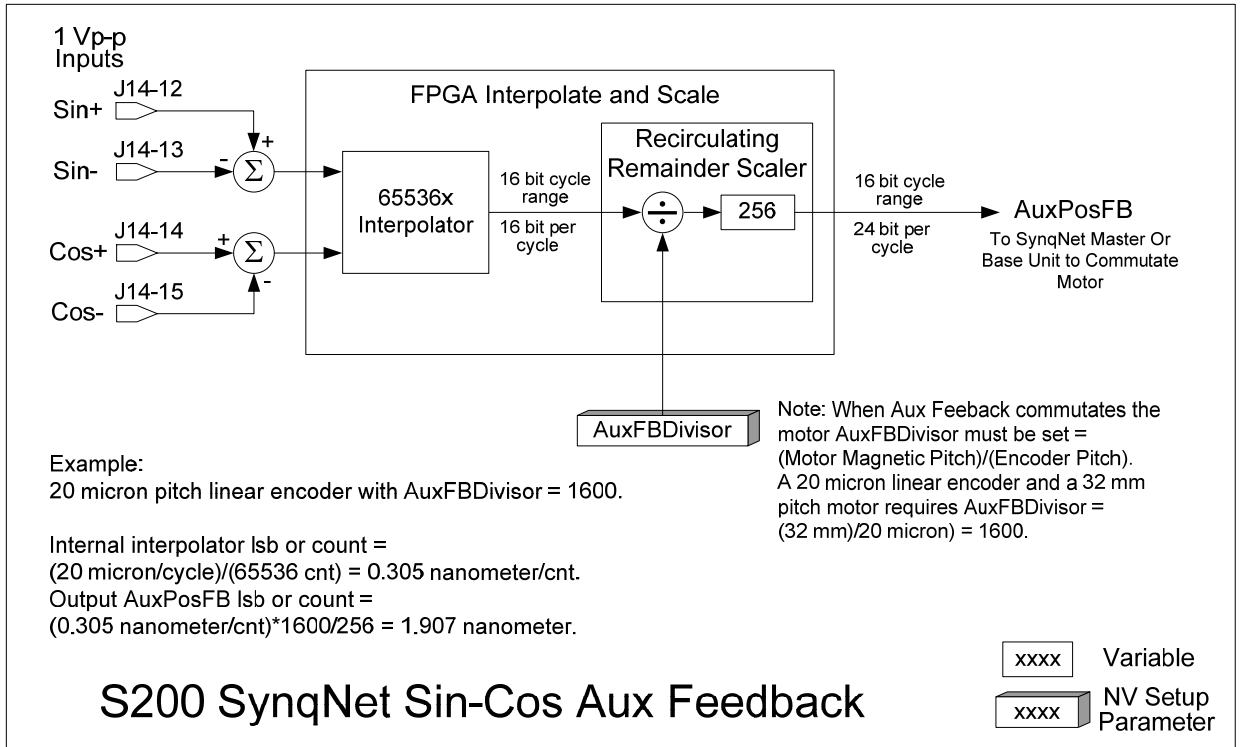 1 Vp-p
Inputs
J14-12
Sin+
+
J14-13
Sin-
-
Σ
J14-14
Cos+
+
Σ
J14-15
Cos-
-
FPGA Interpolate and Scale
65536x
Interpolator
16 bit cycle
range
16 bit per
cycle
Recirculating
Remainder Scaler
÷
256
16 bit cycle
range
24 bit per
cycle
AuxPosFB
To SynqNet Master Or
Base Unit to Commutate
Motor
AuxFBDivisor
Note: When Aux Feeback commutates the
motor AuxFBDivisor must be set =
(Motor Magnetic Pitch)/(Encoder Pitch).
A 20 micron linear encoder and a 32 mm
pitch motor requires AuxFBDivisor =
(32 mm)/20 micron) = 1600.
Example:
20 micron pitch linear encoder with AuxFBDivisor = 1600.
Internal interpolator lsb or count =
(20 micron/cycle)/(65536 cnt) = 0.305 nanometer/cnt.
Output AuxPosFB lsb or count =
(0.305 nanometer/cnt)*1600/256 = 1.907 nanometer.
S200 SynqNet Sin-Cos Aux Feedback
xxxx
Variable
xxxx
NV Setup
Parameter